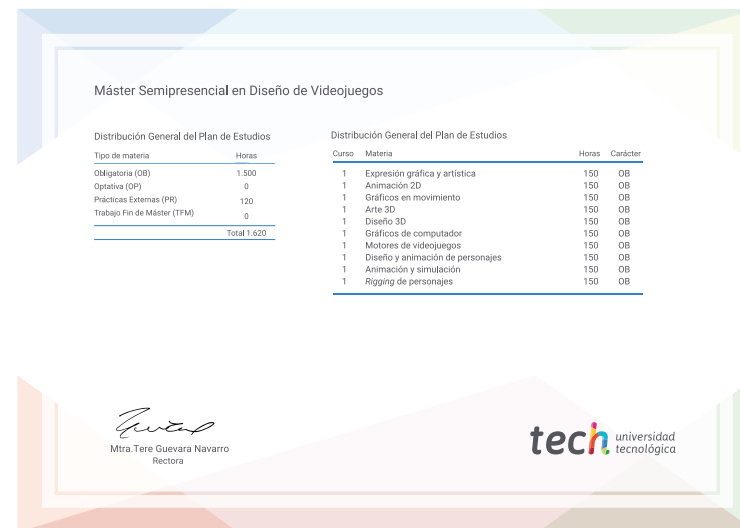 Máster Semipresencial en Diseño de Videojuegos
Distribución General del Plan de Estudios
Tipo de materia Horas
Obligatoria (OB) 1.500
Optativa (OP) 0
Prácticas Externas (PR) 120
Trabajo Fin de Máster (TFM) 0
Total 1.620
Distribución General del Plan de Estudios
Curso Materia Horas Carácter
1 Expresión gráfica y artística 150 OB
1 Animación 2D 150 OB
1 Gráficos en movimiento 150 OB
1 Arte 3D 150 OB
1 Diseño 3D 150 OB
1 Gráficos de computador 150 OB
1 Motores de videojuegos 150 OB
1 Diseño y animación de personajes 150 OB
1 Animación y simulación 150 OB
1 Rigging de personajes 150 OB
Mtra.Tere Guevara Navarro
Rectora
tech universidad
tecnológica